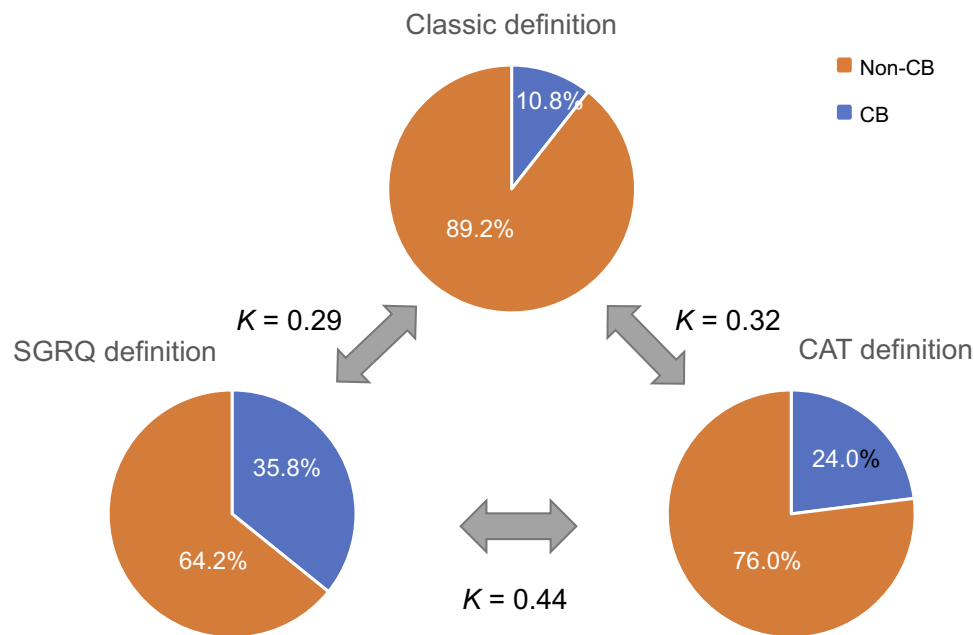 Classic definition
Non-CB
CB
10.8%
89.2%
K = 0.29
K = 0.32
SGRQ definition
CAT definition
35.8%
64.2%
24.0%
76.0%
K = 0.44